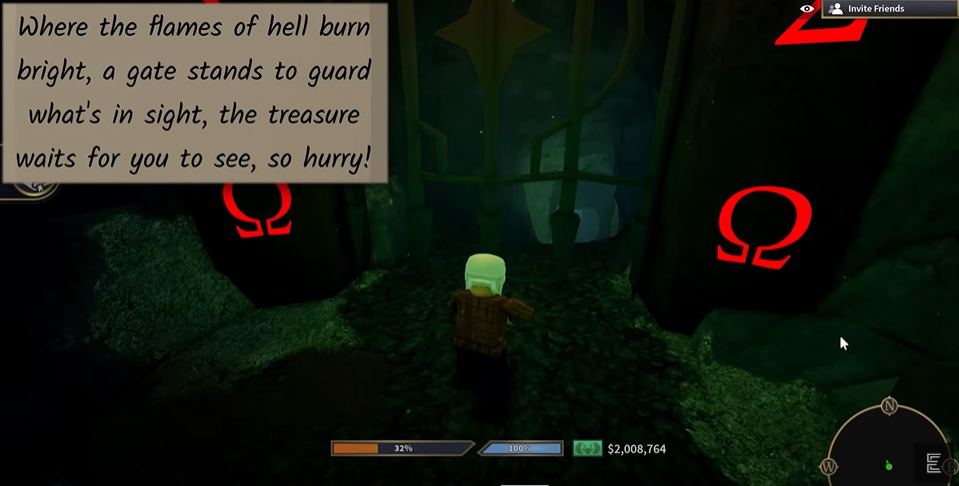 Where the flames of hell burn
bright, a gate stands to guard
what's in sight, the treasure
waits for you to see, so hurry!
Invite Friends
Σ
Ω
Ω
32%
100%
$2,008,764
N
W
E